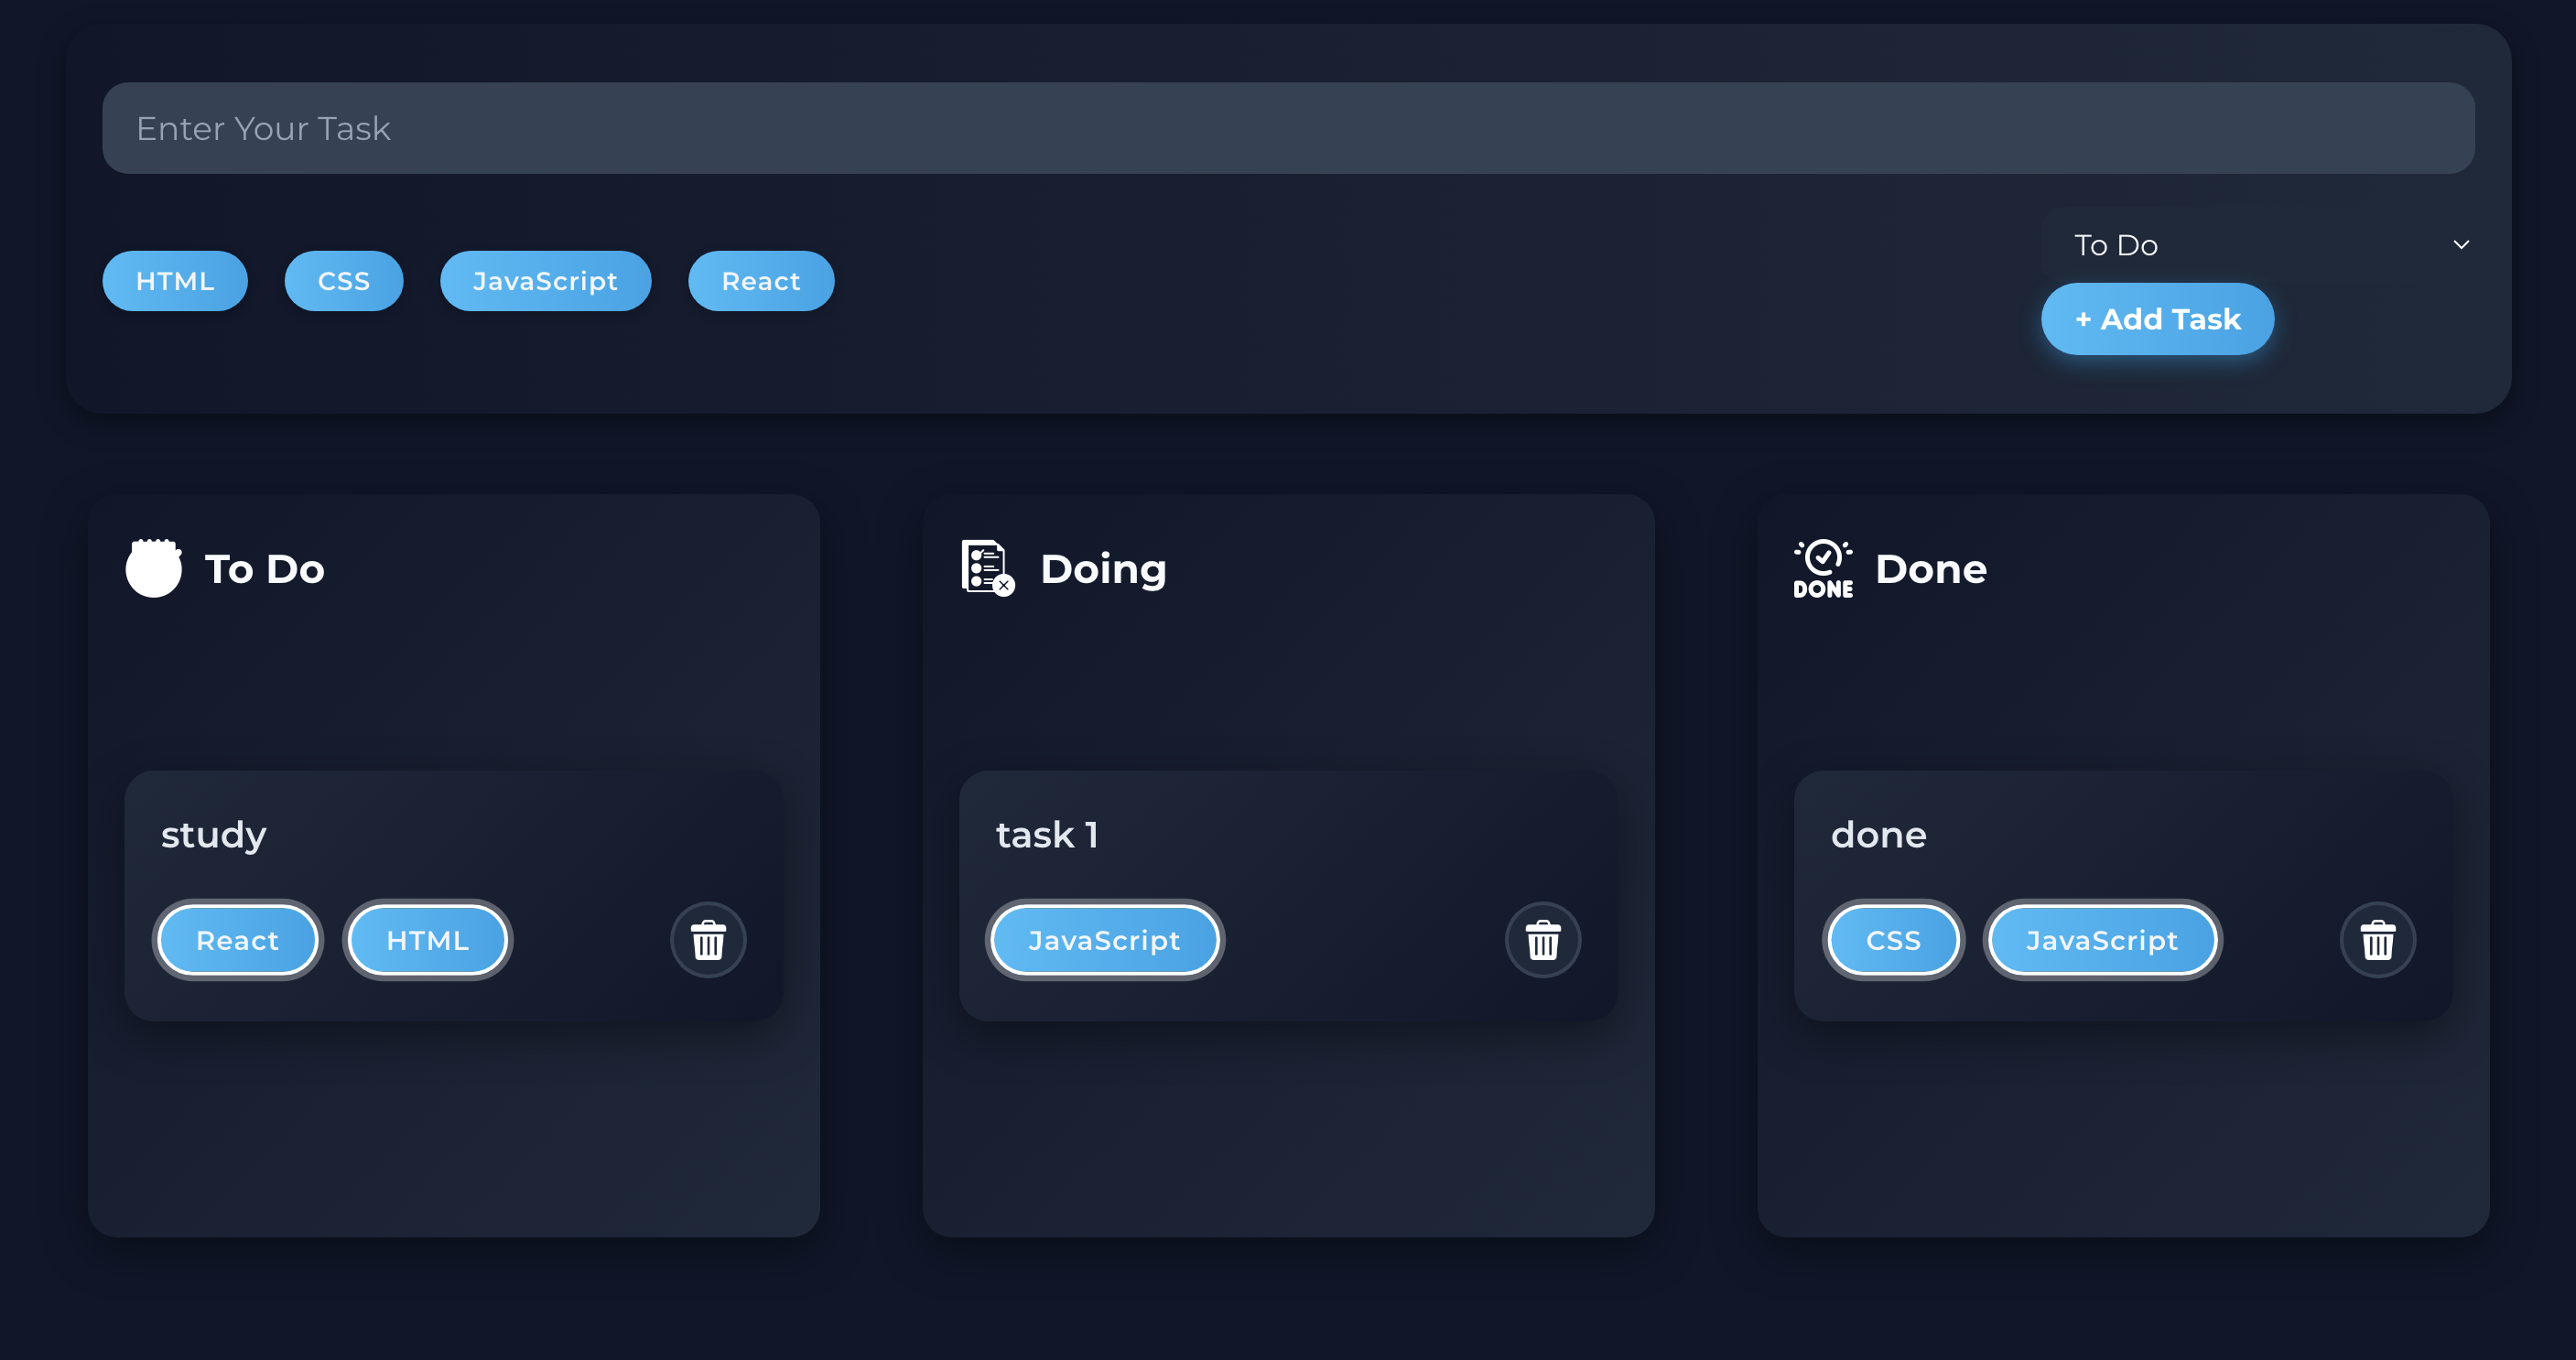 Enter Your Task
To Do
HTML CSS JavaScript React
+ Add Task
To Do
Doing
DONE
Done
study
React HTML
task 1
JavaScript
done
CSS JavaScript